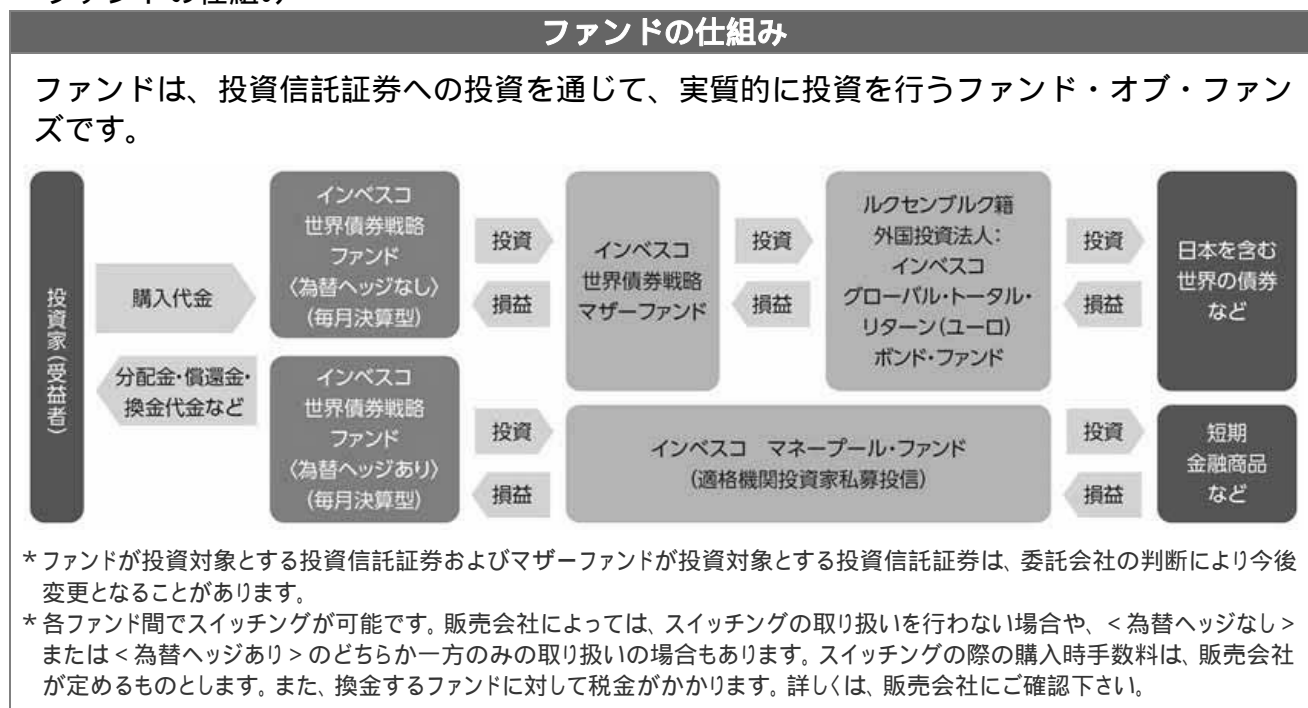 ファンドの仕組み
ファンドの仕組み
ファンドは、投資信託証券への投資を通じて、実質的に投資を行うファンド・オブ・ファン
ズです。
投資家(受益者)
購入代金
分配金・償還金・
換金代金など
インベスコ
世界債券戦略
ファンド
〈為替ヘッジなし〉
(毎月決算型)
インベスコ
世界債券戦略
ファンド
〈為替ヘッジあり〉
(毎月決算型)
投資
損益
投資
損益
インベスコ
世界債券戦略
マザーファンド
投資
損益
ルクセンブルク籍
外国投資法人:
インベスコ
グローバル・トータル・
リターン(ユーロ)
ボンド・ファンド
投資
損益
日本を含む
世界の債券
など
インベスコ マネープール・ファンド
(適格機関投資家私募投信)
投資
損益
短期
金融商品
など
*ファンドが投資対象とする投資信託証券およびマザーファンドが投資対象とする投資信託証券は、委託会社の判断により今後
変更となることがあります。
*各ファンド間でスイッチングが可能です。販売会社によっては、スイッチングの取り扱いを行わない場合や、<為替ヘッジなし>
または<為替ヘッジあり>のどちらか一方のみの取り扱いの場合もあります。スイッチングの際の購入時手数料は、販売会社
が定めるものとします。また、換金するファンドに対して税金がかかります。詳しくは、販売会社にご確認下さい。